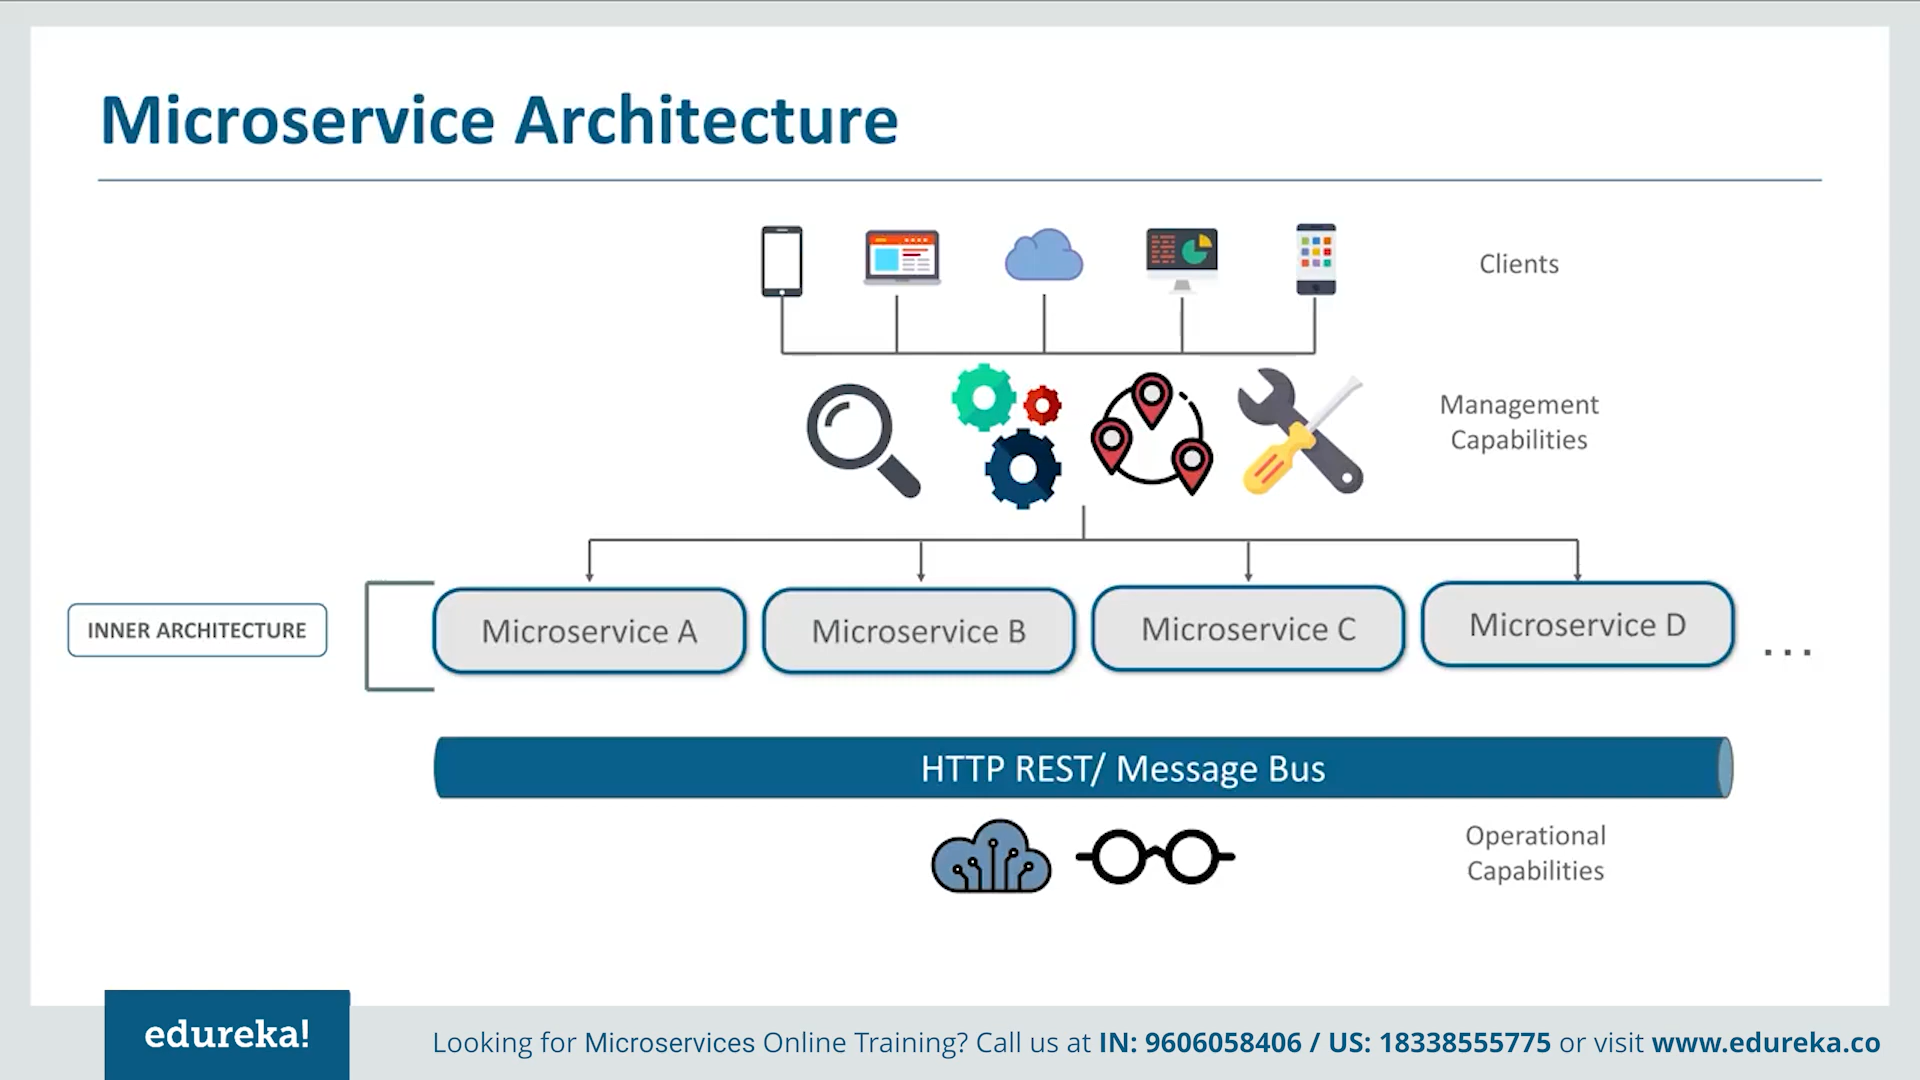 Microservice Architecture
Clients
Management
Capabilities
INNER ARCHITECTURE
Microservice A
Microservice B
Microservice C
Microservice D
...
HTTP REST/ Message Bus
Operational
Capabilities
edureka!
Looking for Microservices Online Training? Call us at IN: 9606058406 / US: 18338555775 or visit www.edureka.co